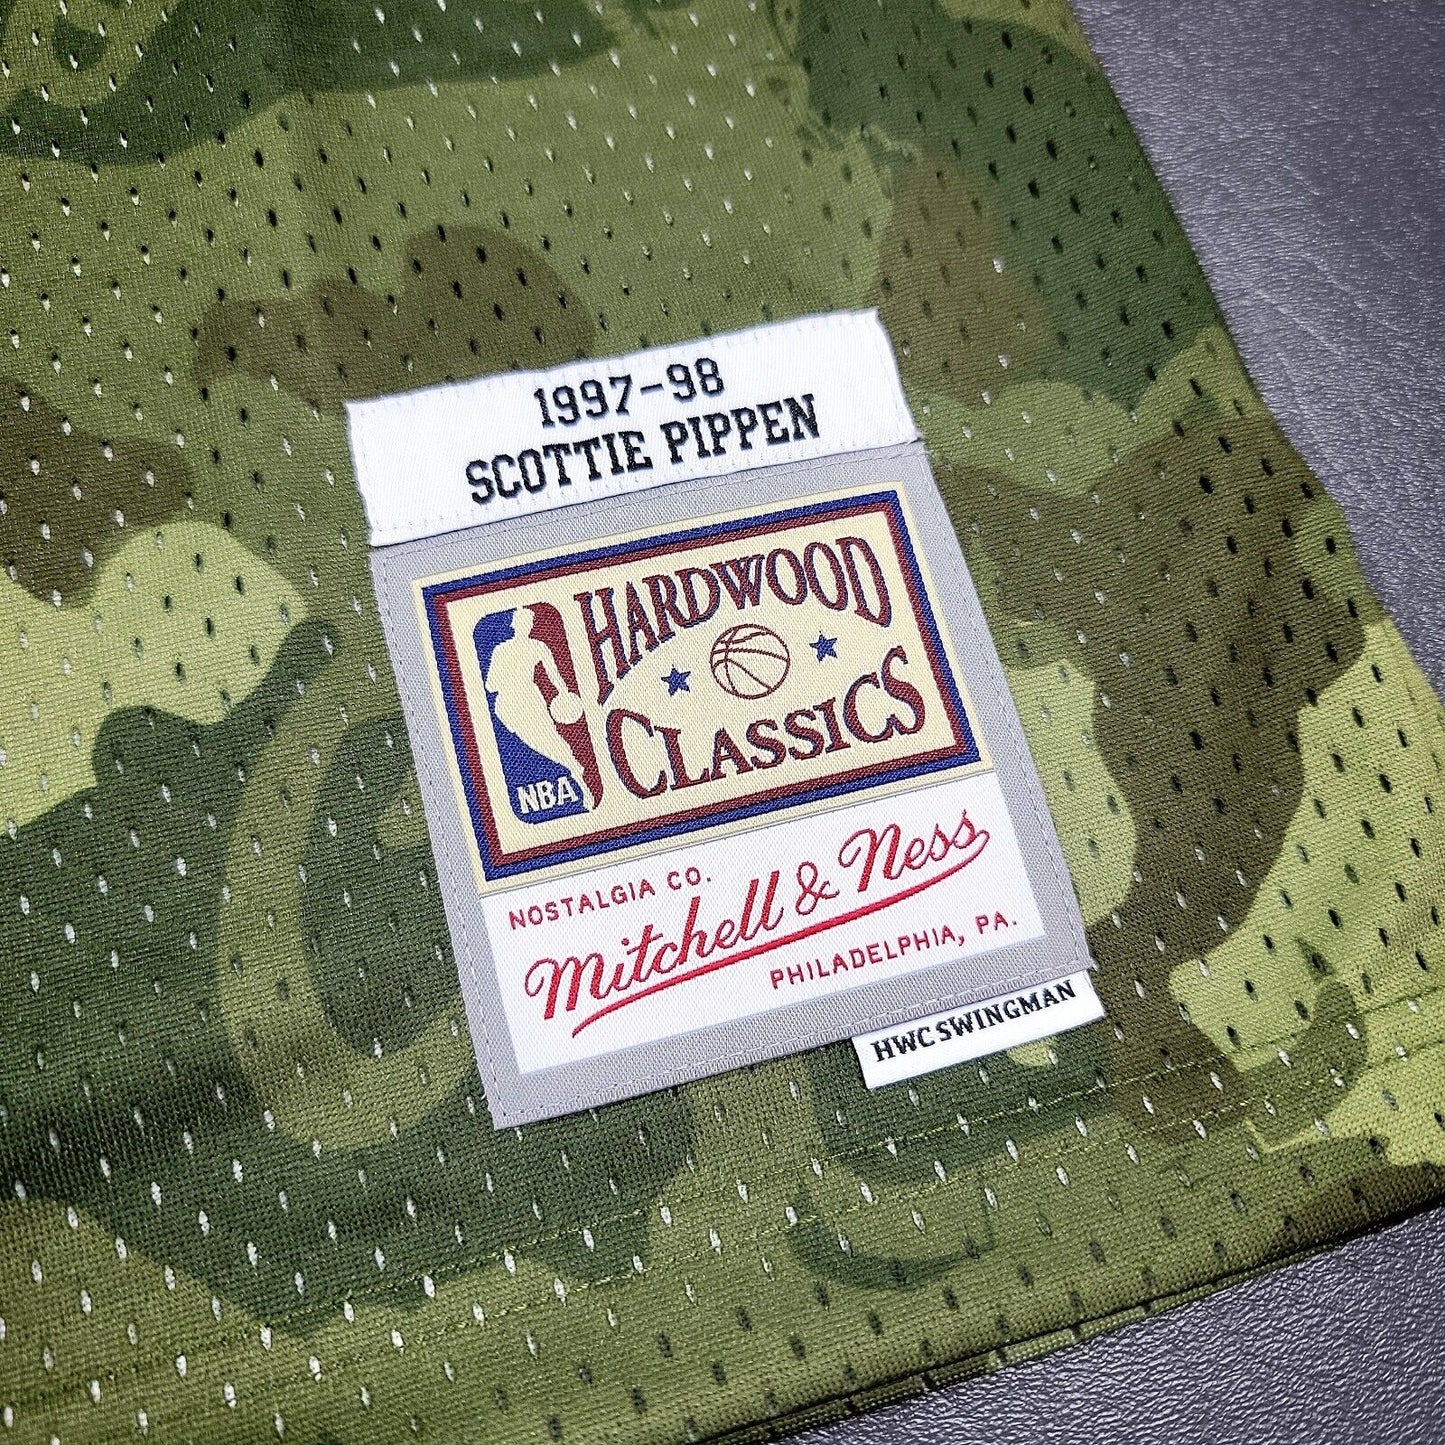 1997-98
SCOTTIE PIPPEN
HARDWOOD
CLASSICS
NBA
NOSTALGIA CO.
Mitchell & Ness
PHILADELPHIA, PA.
HWC SWINGMAN